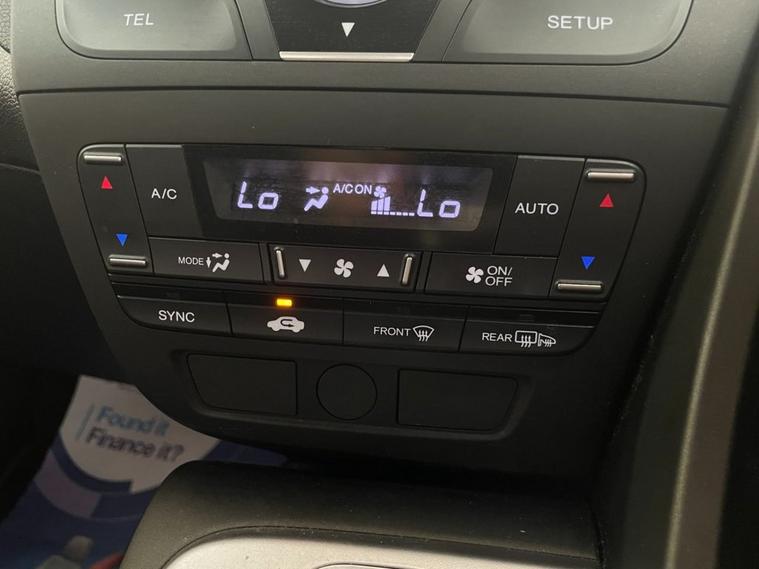 TEL
SETUP
A/C
Lo
A/C ON
Lo
AUTO
MODE
ON/
OFF
SYNC
FRONT
REAR
Found it
Finance it?